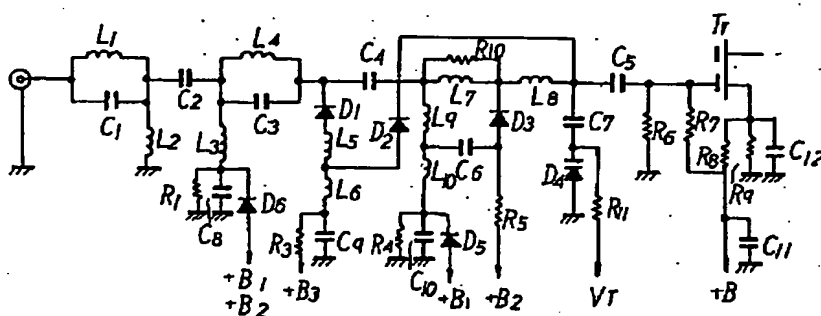 L1 L4 R10 Tr
C4 C5
C2 L7 L8
C1 C3 D1 L9 D3 C7 R7
L2 L3 L5 D2 C6 R6 R8 C12
L10 D4
R1 D6 L6 R5 R11 R9
C8 R3 C9 R4 D5 C11
C10
+B1 +B3 +B1 +B2 VT +B
+B2